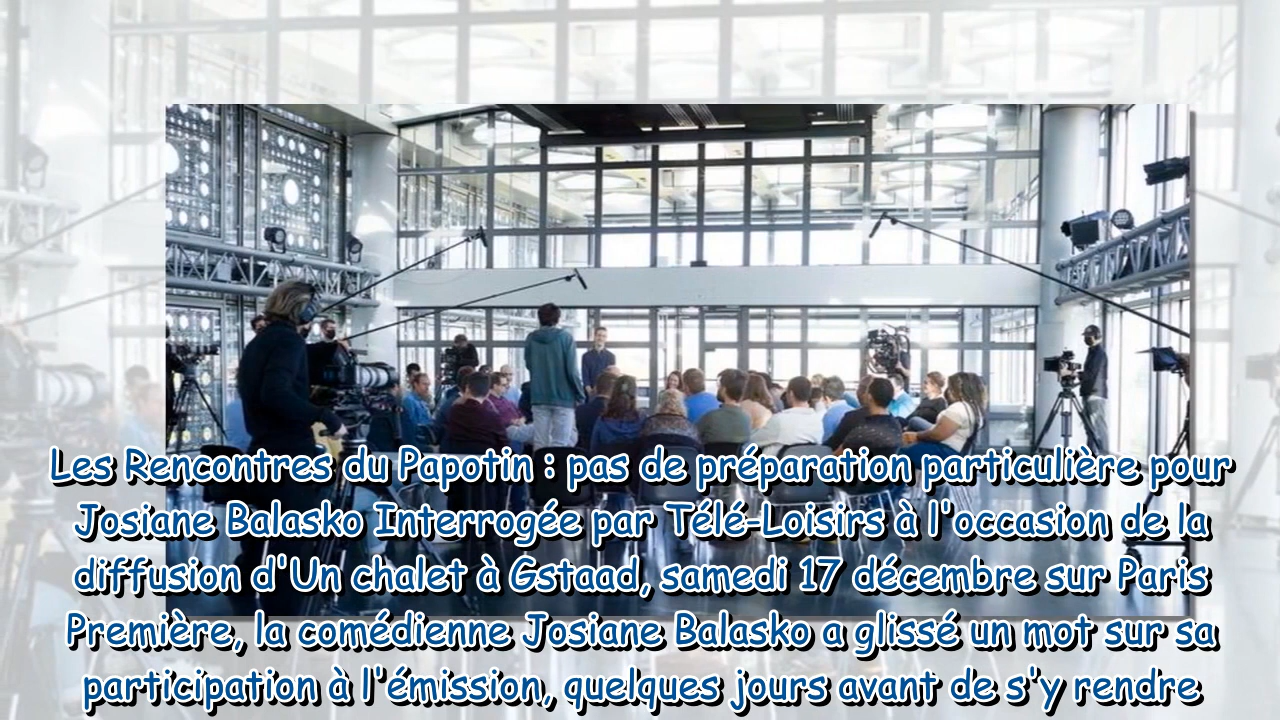 Les Rencontres du Papotin : pas de préparation particulière pour
Josiane Balasko Interrogée par Télé-Loisirs à l'occasion de la
diffusion d'Un chalet à Gstaad, samedi 17 décembre sur Paris
Première, la comédienne Josiane Balasko a glissé un mot sur sa
participation à l'émission, quelques jours avant de s'y rendre